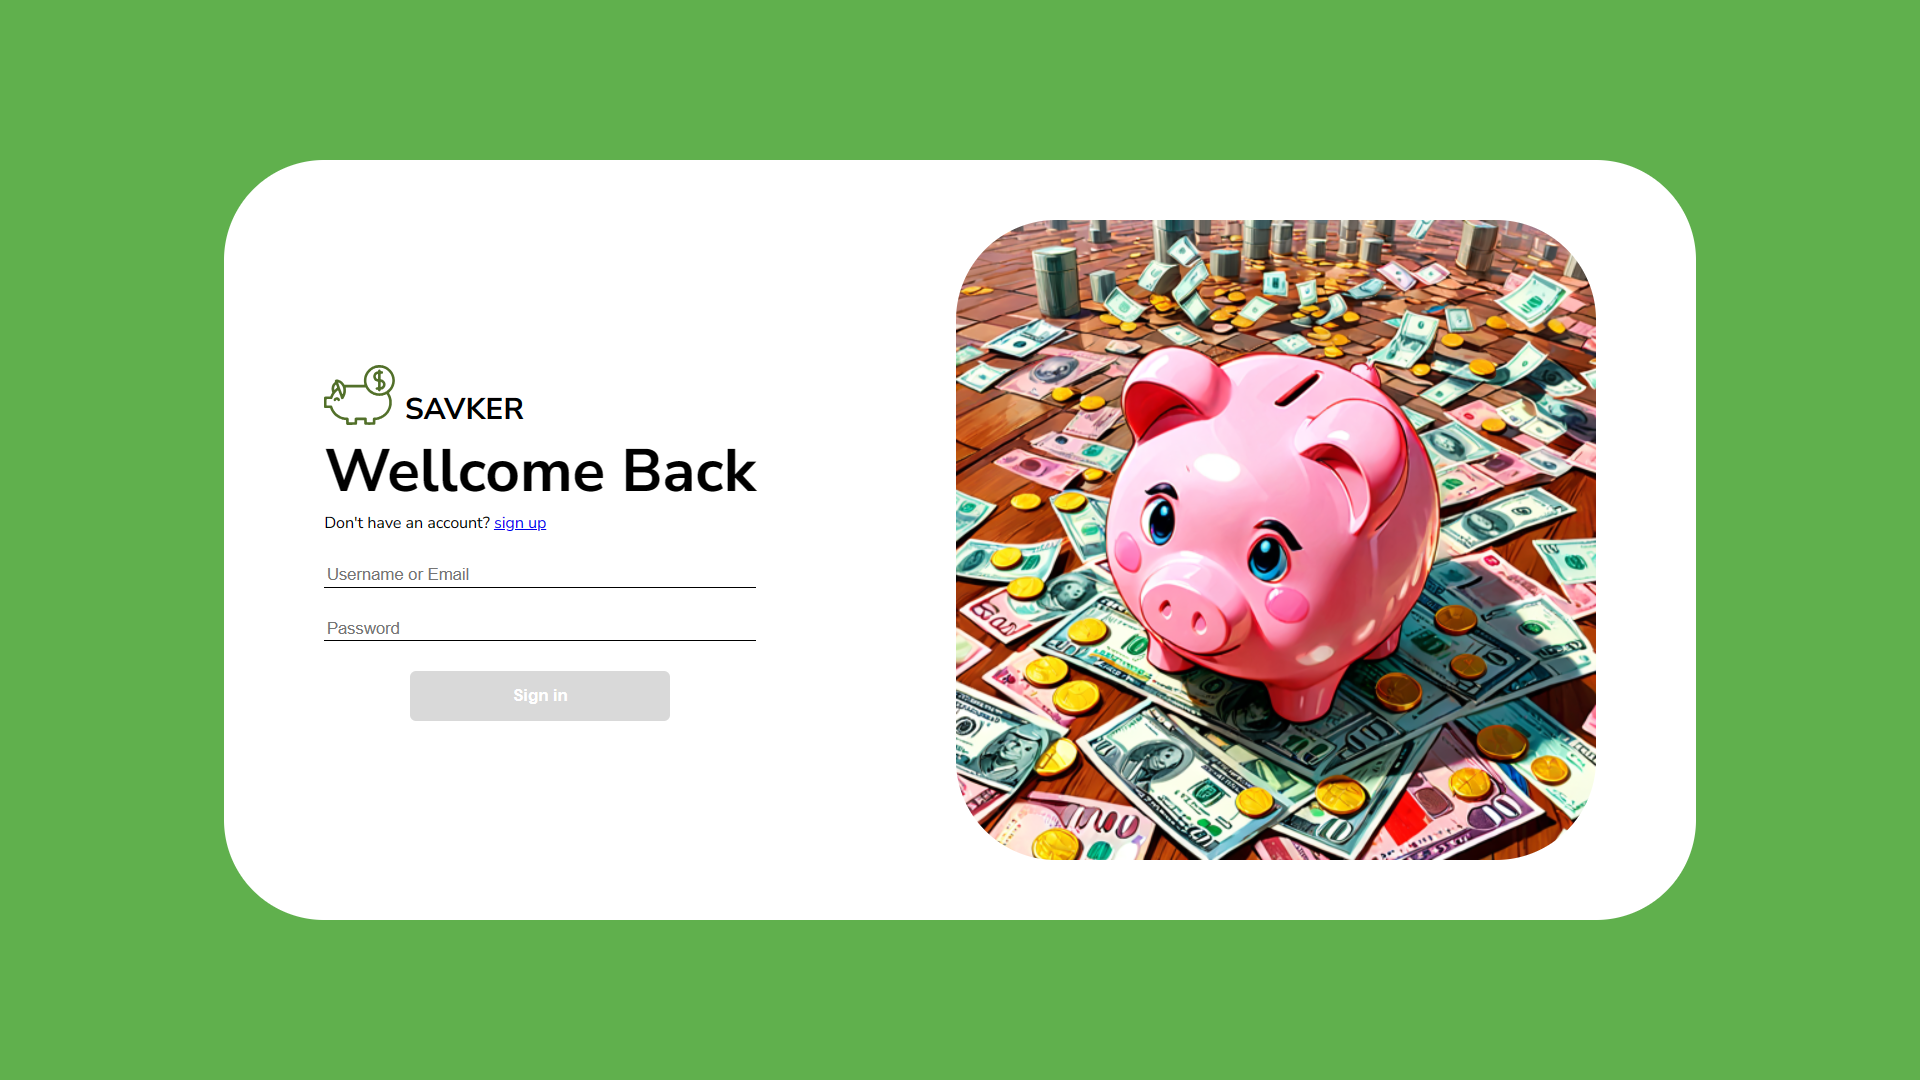 SAVKER
Wellcome Back
Don't have an account? sign up
Username or Email
Password
Sign in